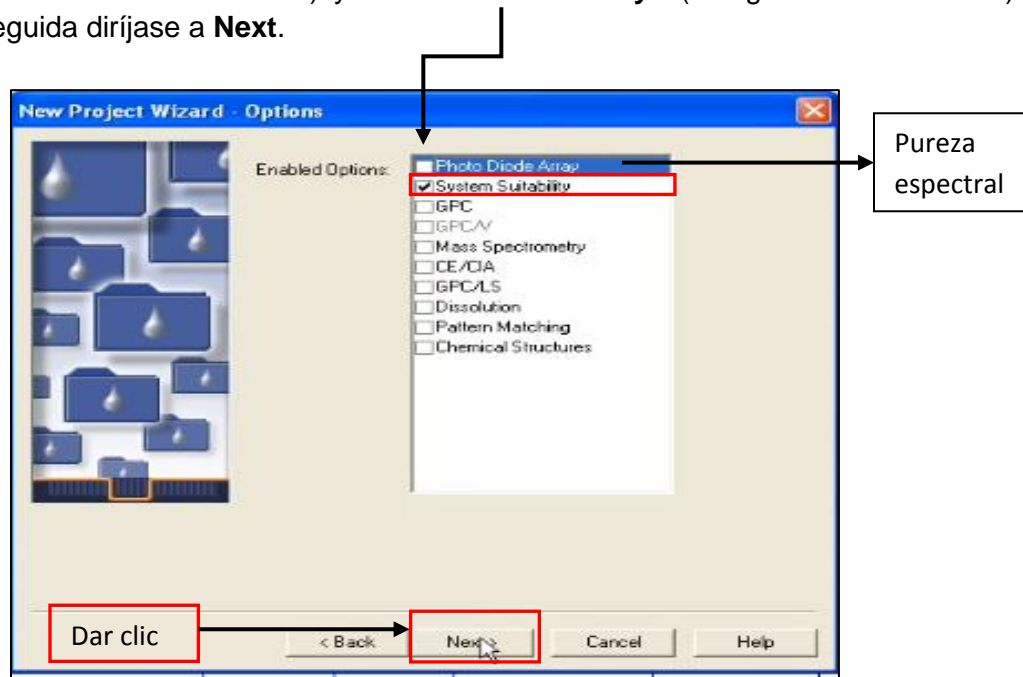 eguida diríjase a Next.
New Project Wizard - Options
Enabled Options:
Photo Diode Array
System Suitability
GPC
GPC/V
Mass Spectrometry
CE/CIA
GPC/LS
Dissolution
Pattern Matching
Chemical Structures
Pureza
espectral
Dar clic
< Back
Next >
Cancel
Help